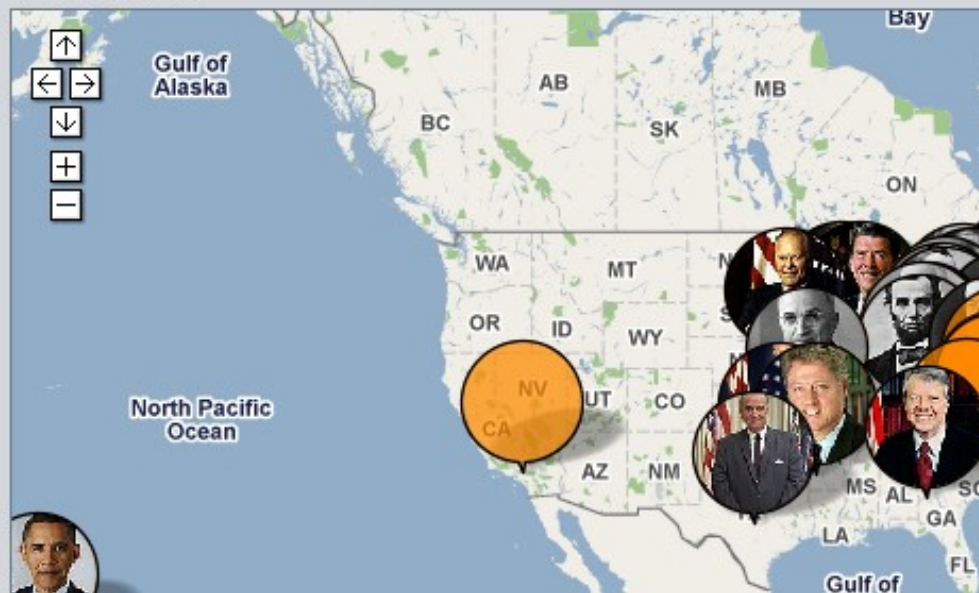 Bay
Gulf of
Alaska
AB
MB
BC
SK
ON
WA
MT
N
OR
ID
WY
S
N
NV
UT
CO
CA
AZ
NM
MS
AL
SC
GA
LA
FL
North Pacific
Ocean
Gulf of